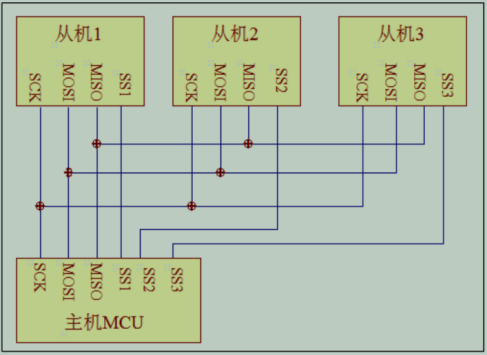 从机1 从机2 从机3
SCK MOSI MISO SS1 SCK MOSI MISO SS2 SCK MOSI MISO SS3
SCK MOSI MISO SS1 SS2 SS3
主机MCU